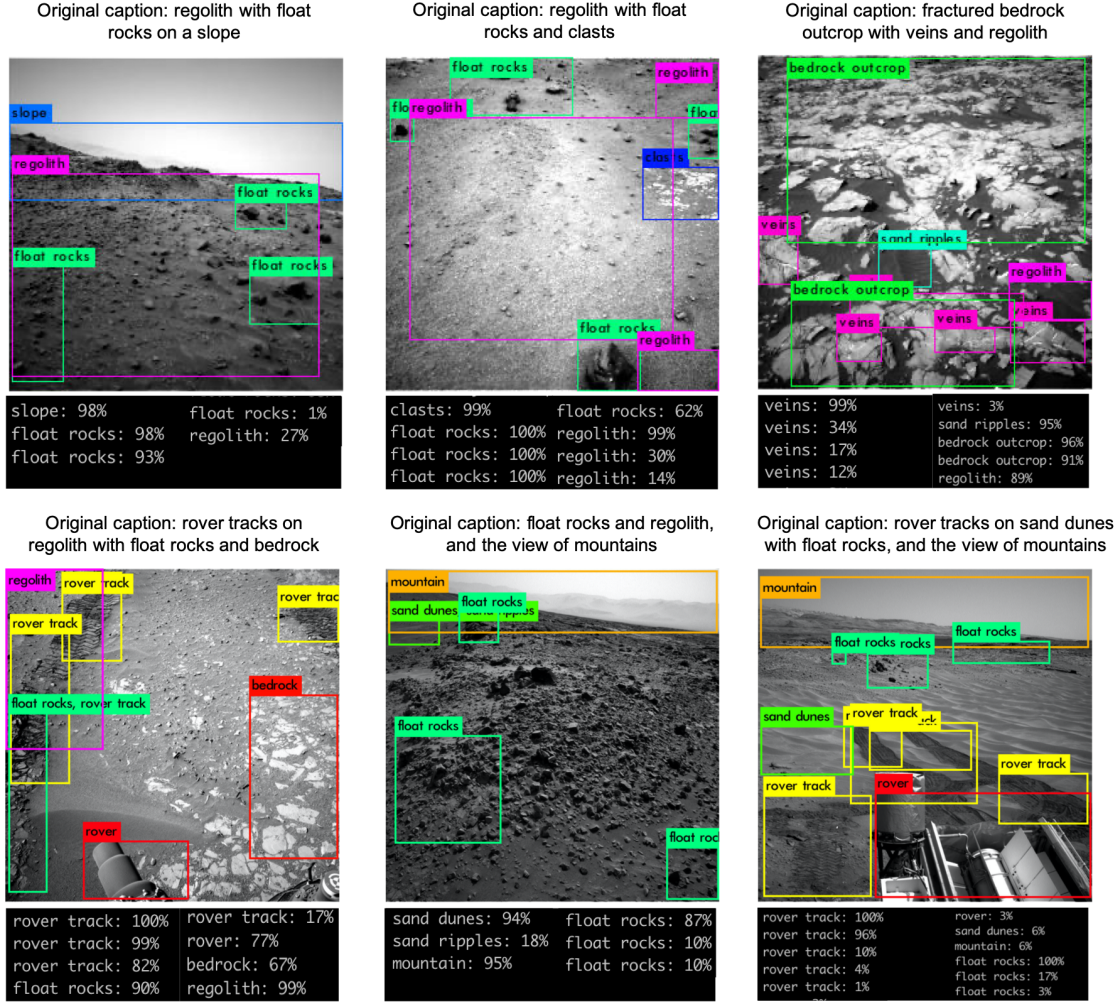 Original caption: regolith with float
rocks on a slope
slope
regolith
float rocks
float rocks
float rocks
slope: 98%
float rocks: 98%
float rocks: 93%
float rocks: 1%
regolith: 27%
Original caption: regolith with float
rocks and clasts
float rocks
regolith
flo
regolith
floa
clasts
float rocks
regolith
clasts: 99%
float rocks: 100%
float rocks: 100%
float rocks: 100%
float rocks: 62%
regolith: 99%
regolith: 30%
regolith: 14%
Original caption: fractured bedrock
outcrop with veins and regolith
bedrock outcrop
veins
sand ripples
regolith
bedrock outcrop
veins
veins
veins
veins: 99%
veins: 34%
veins: 17%
veins: 12%
veins: 3%
sand ripples: 95%
bedrock outcrop: 96%
bedrock outcrop: 91%
regolith: 89%
Original caption: rover tracks on
regolith with float rocks and bedrock
regolith
rover track
rover trac
rover track
bedrock
float rocks, rover track
rover
rover track: 100%
rover track: 99%
rover track: 82%
float rocks: 90%
rover track: 17%
rover: 77%
bedrock: 67%
regolith: 99%
Original caption: float rocks and regolith,
and the view of mountains
mountain
float rocks
sand dunes
sand ripples
float rocks
float roc
sand dunes: 94%
sand ripples: 18%
mountain: 95%
float rocks: 87%
float rocks: 10%
float rocks: 10%
Original caption: rover tracks on sand dunes
with float rocks, and the view of mountains
mountain
float rocks
float rocks rocks
sand dunes
rover track
rover track
rover track
rover
rover track: 100%
rover track: 96%
rover track: 10%
rover track: 4%
rover track: 1%
rover: 3%
sand dunes: 6%
mountain: 6%
float rocks: 100%
float rocks: 17%
float rocks: 3%